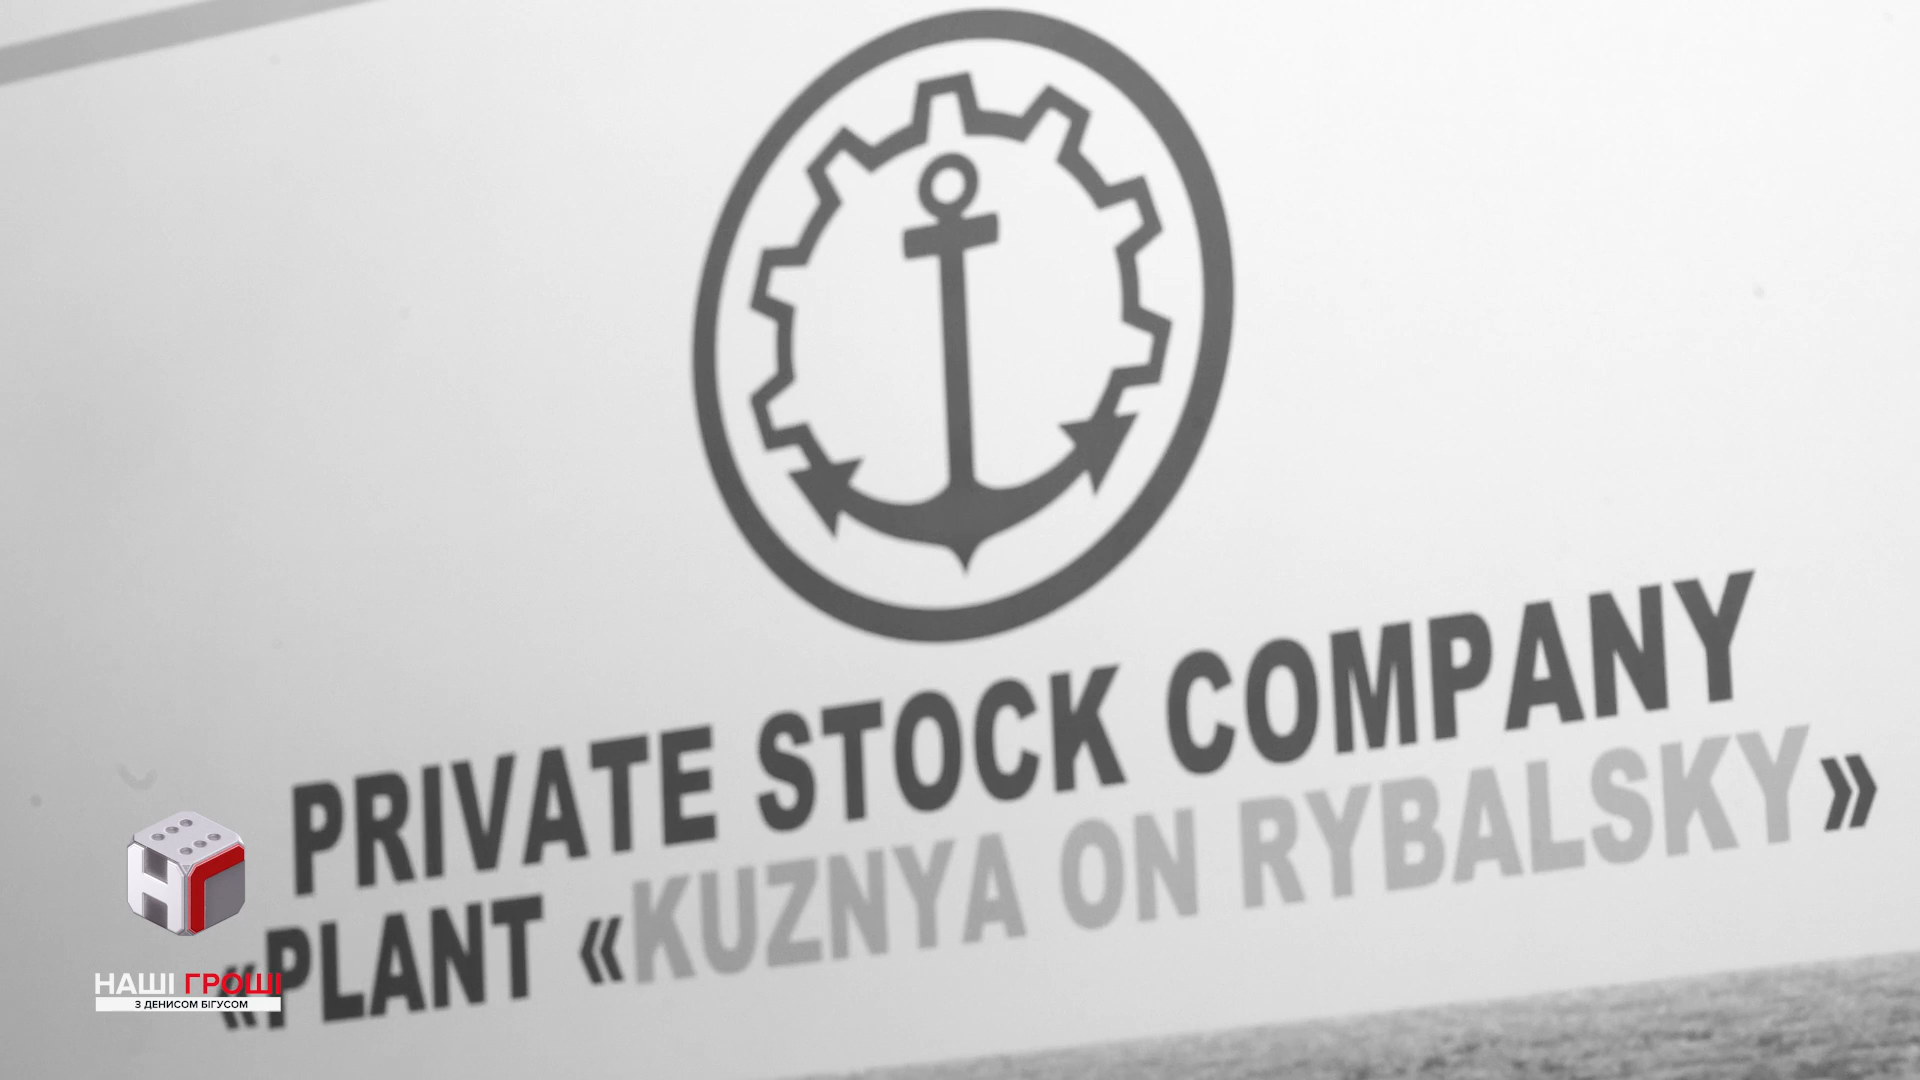 PRIVATE STOCK COMPANY
«PLANT «KUZNYA ON RYBALSKY»
НАШІ ГРОШІ
З ДЕНИСОМ БІГУСОМ